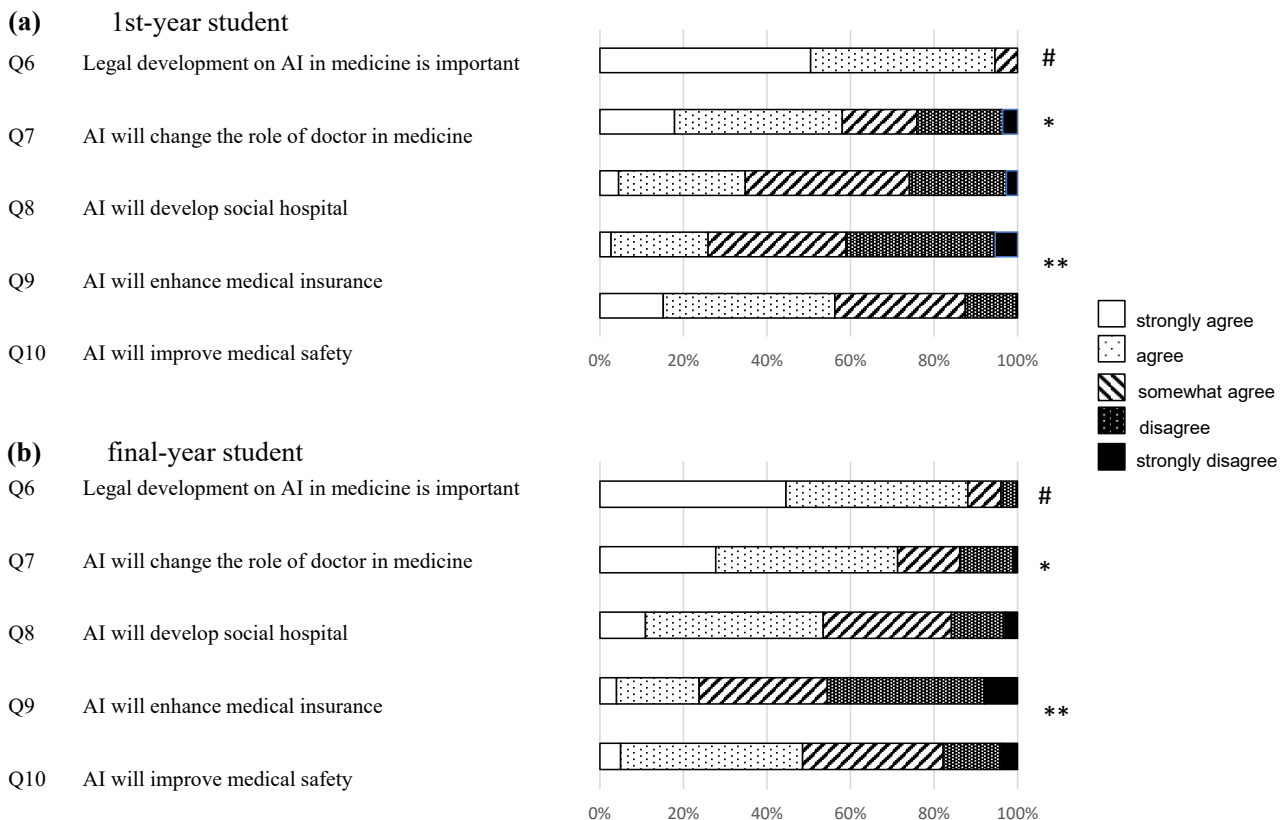 (a) 1st-year student
Q6 Legal development on AI in medicine is important #
Q7 AI will change the role of doctor in medicine *
Q8 AI will develop social hospital
Q9 AI will enhance medical insurance **
Q10 AI will improve medical safety
0% 20% 40% 60% 80% 100%
strongly agree
agree
somewhat agree
disagree
strongly disagree
(b) final-year student
Q6 Legal development on AI in medicine is important #
Q7 AI will change the role of doctor in medicine *
Q8 AI will develop social hospital
Q9 AI will enhance medical insurance **
Q10 AI will improve medical safety
0% 20% 40% 60% 80% 100%